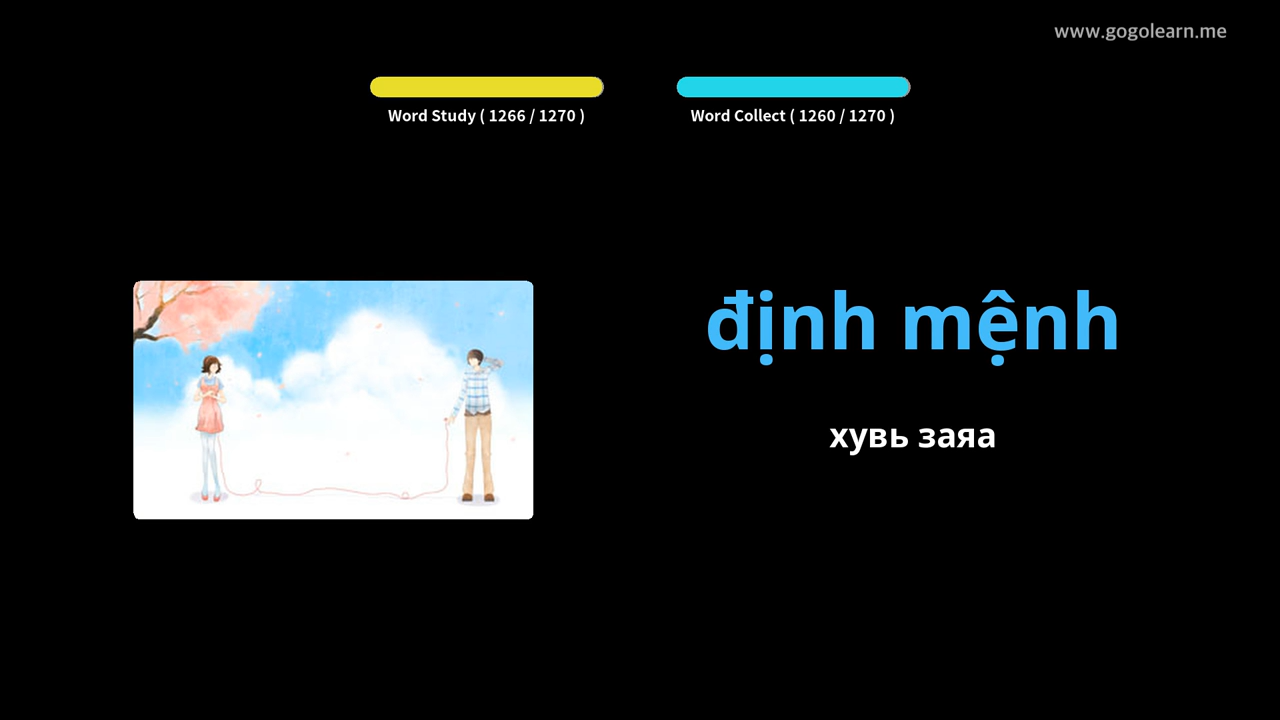 www.gogolearn.me
Word Study ( 1266 / 1270 )
Word Collect ( 1260 / 1270 )
định mệnh
хувь заяа